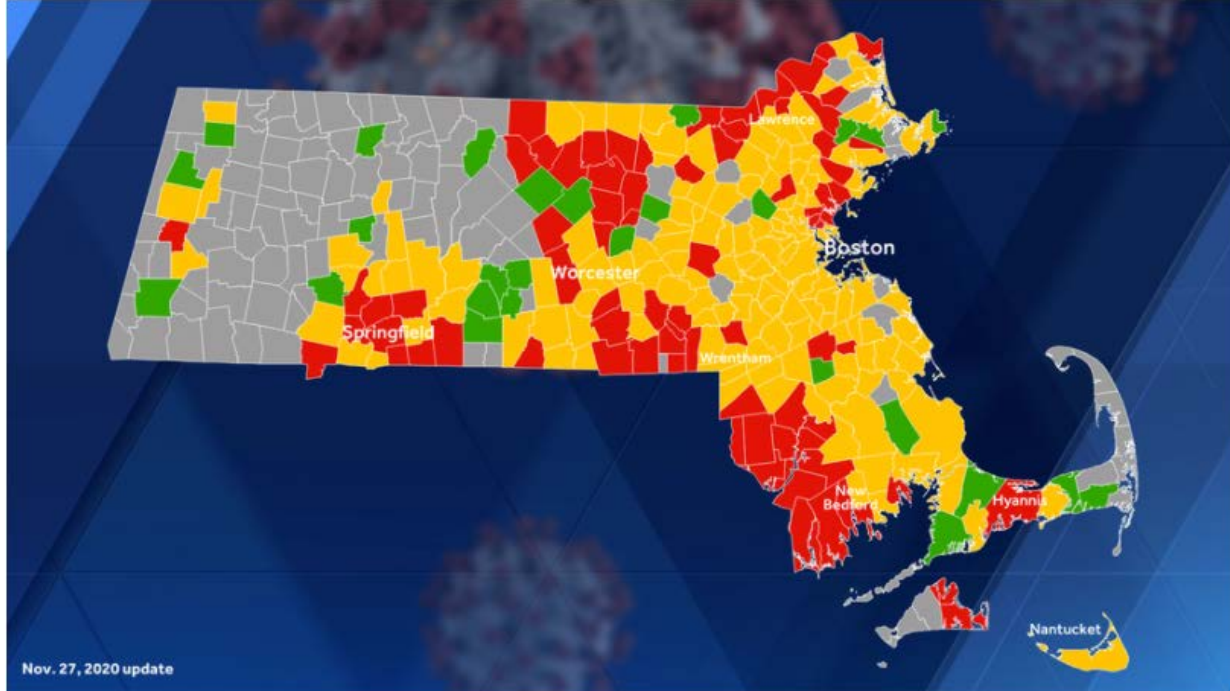 Lawrence
Boston
Worcester
Springfield
Wrentham
New
Bedford
Hyannis
Nantucket
Nov. 27, 2020 update